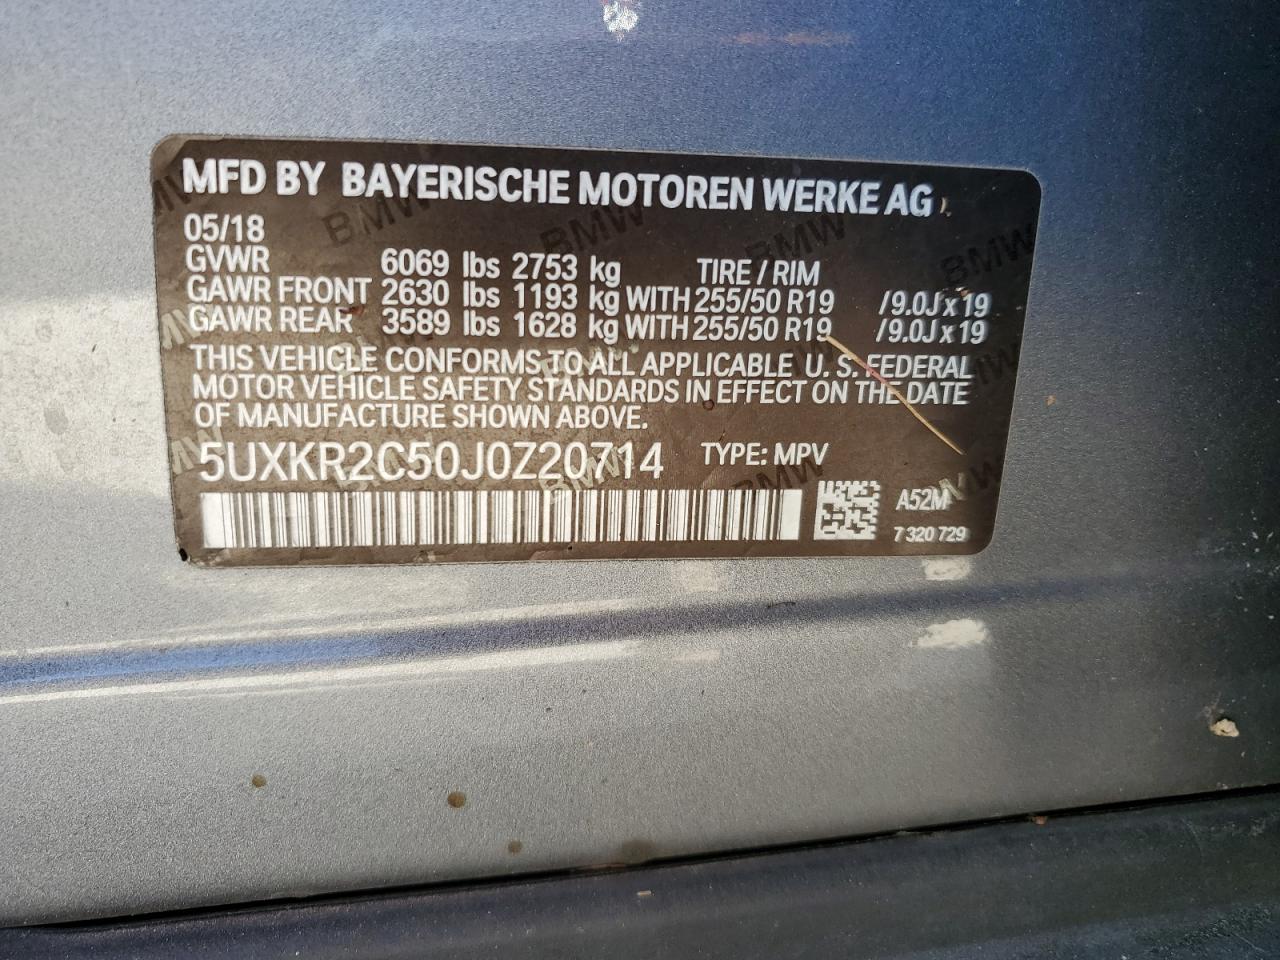 MFD BY BAYERISCHE MOTOREN WERKE AG
05/18
GVWR 6069 lbs 2753 kg TIRE / RIM
GAWR FRONT 2630 lbs 1193 kg WITH 255/50 R19 /9.0J x 19
GAWR REAR 3589 lbs 1628 kg WITH 255/50 R19 /9.0J x 19
THIS VEHICLE CONFORMS TO ALL APPLICABLE U. S. FEDERAL
MOTOR VEHICLE SAFETY STANDARDS IN EFFECT ON THE DATE
OF MANUFACTURE SHOWN ABOVE.
5UXKR2C50J0Z20714 TYPE: MPV
A52M
7 320 729